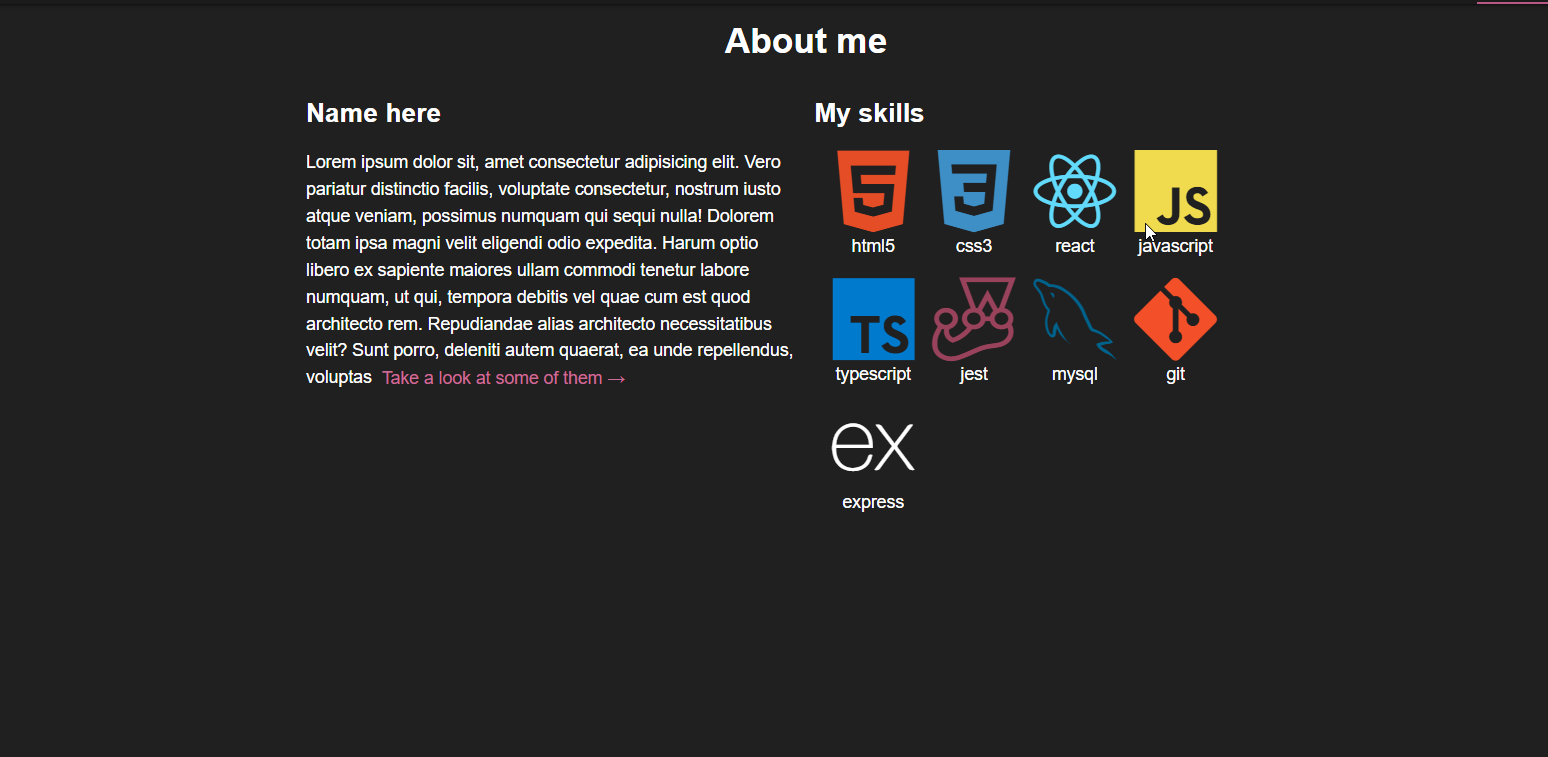 About me
Name here
Lorem ipsum dolor sit, amet consectetur adipisicing elit. Vero
pariatur distinctio facilis, voluptate consectetur, nostrum iusto
atque veniam, possimus numquam qui sequi nulla! Dolorem
totam ipsa magni velit eligendi odio expedita. Harum optio
libero ex sapiente maiores ullam commodi tenetur labore
numquam, ut qui, tempora debitis vel quae cum est quod
architecto rem. Repudiandae alias architecto necessitatibus
velit? Sunt porro, deleniti autem quaerat, ea unde repellendus,
voluptas Take a look at some of them →
My skills
5 3 JS
html5 css3 react javascript
TS
typescript jest mysql git
ex
express